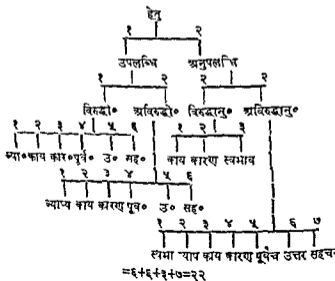 हेतु
१ २
उपलब्धि अनुपलब्धि
१ २ २ २
विरुद्धो॰ अविरुद्धो॰ विरुद्धानु॰ अविरुद्धानु॰
१ २ ३ ४ ५ ६ १ २ ३
व्या॰ काय कार॰ पूर्व॰ उ॰ सह॰ काय कारण स्वभाव
१ २ ३ ४ ५ ६
व्याप्य काय कारण पूव॰ उ॰ सह॰
१ २ ३ ४ ५ ६ ७
स्वभा व्याप काय कारण पूर्वच उत्तर सहचर
=६+६+३+७=२२